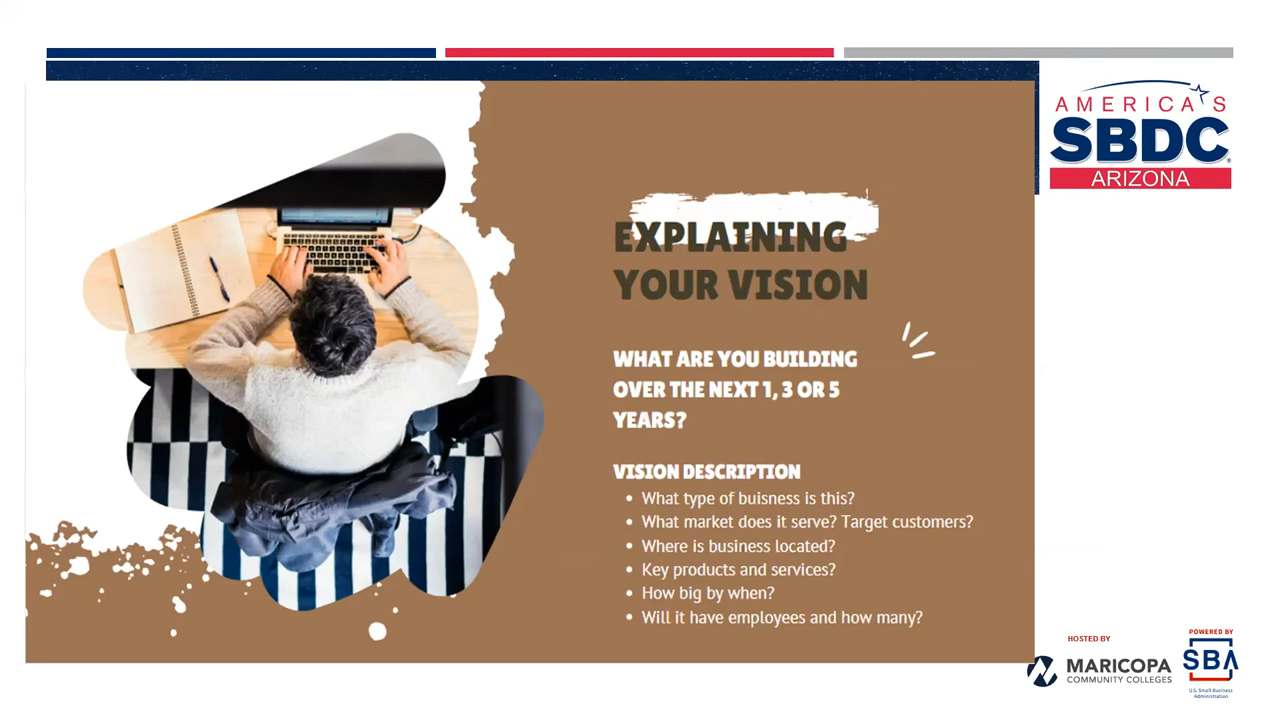 AMERICA'S
SBDC
ARIZONA
EXPLAINING
YOUR VISION
WHAT ARE YOU BUILDING
OVER THE NEXT 1, 3 OR 5
YEARS?
VISION DESCRIPTION
• What type of buisness is this?
• What market does it serve? Target customers?
• Where is business located?
• Key products and services?
• How big by when?
• Will it have employees and how many?
HOSTED BY
MARICOPA
COMMUNITY COLLEGES
POWERED BY
SBA
U.S. Small Business
Administration